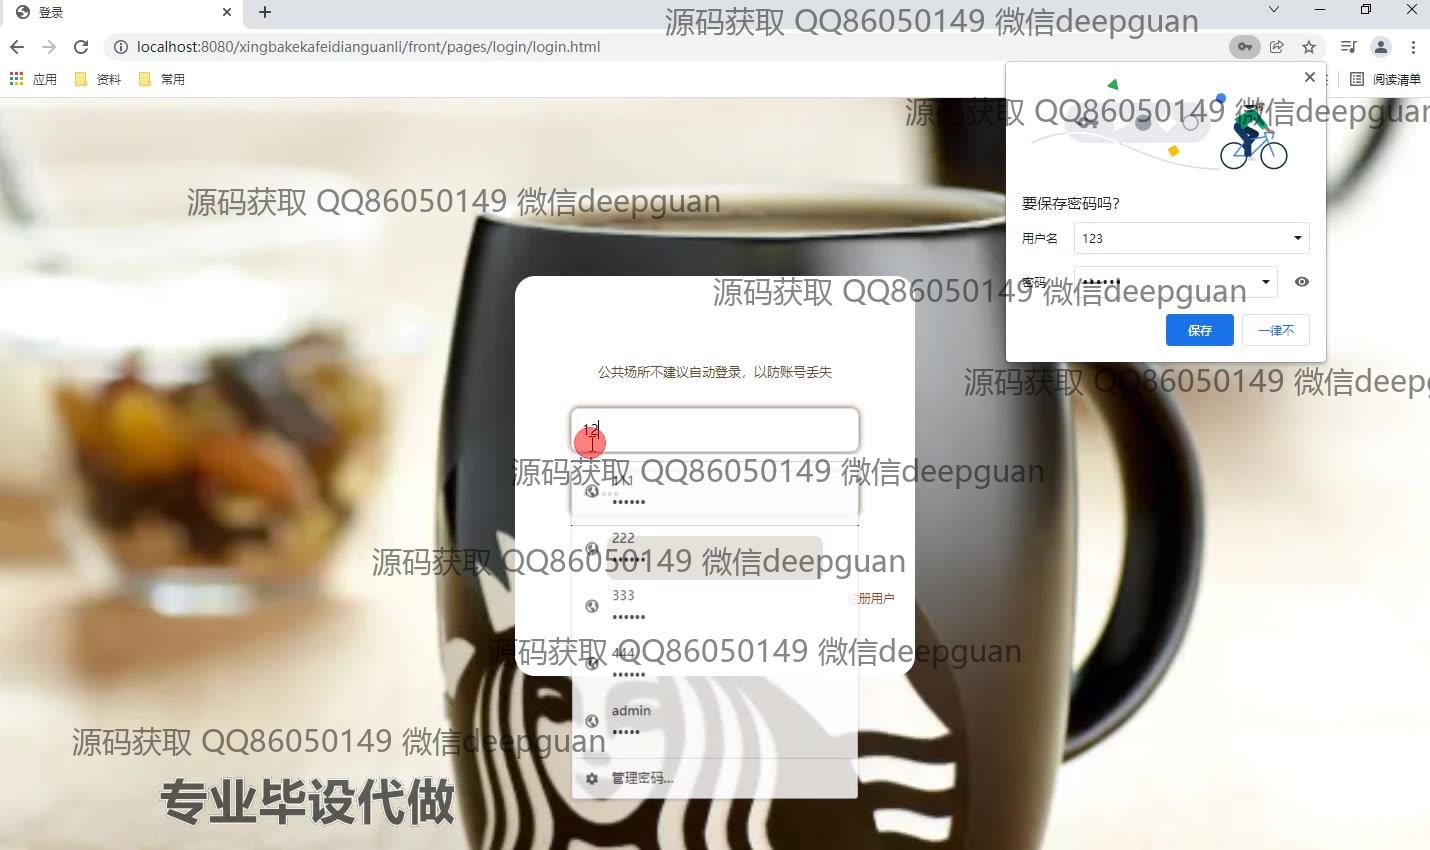 登录
源码获取 QQ86050149 微信deepguan
localhost:8080/xingbakekafeidianguanli/front/pages/login/login.html
应用 资料 常用 阅读清单
源码获取 QQ86050149 微信deepguan
要保存密码吗？
源码获取 QQ86050149 微信deepguan
用户名 123
密码 ••••••
源码获取 QQ86050149 微信deepguan
保存 一律不
公共场所不建议自动登录，以防账号丢失
源码获取 QQ86050149 微信deep
12
源码获取 QQ86050149 微信deepguan
••••••
222
源码获取 QQ86050149 微信deepguan
333
••••••
册用户
源码获取 QQ86050149 微信deepguan
444
••••••
admin
•••••
源码获取 QQ86050149 微信deepguan
管理密码...
专业毕设代做